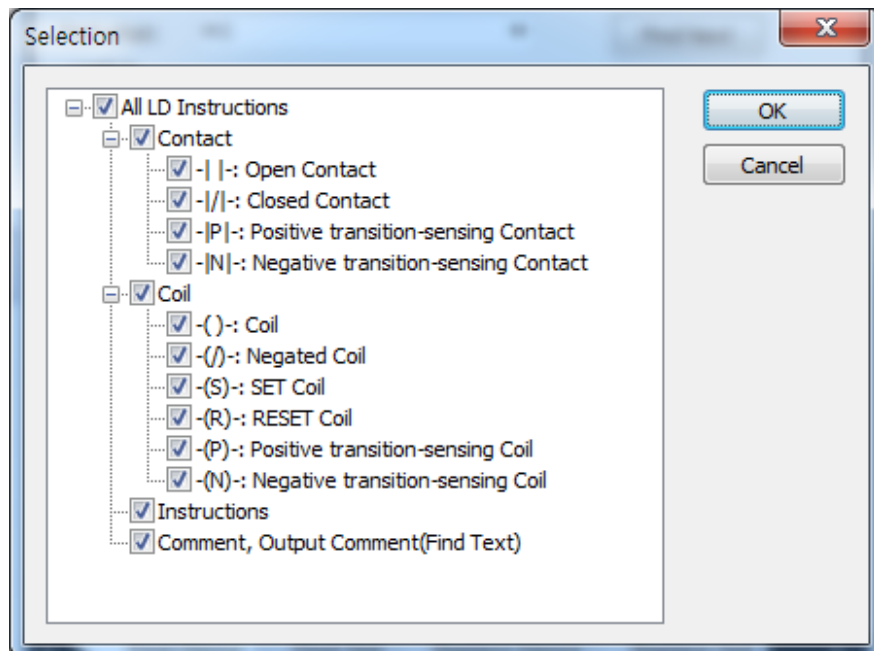 Selection
OK
Cancel
All LD Instructions
Contact
-| |-: Open Contact
-|/|-: Closed Contact
-|P|-: Positive transition-sensing Contact
-|N|-: Negative transition-sensing Contact
Coil
-( )-: Coil
-(/)-: Negated Coil
-(S)-: SET Coil
-(R)-: RESET Coil
-(P)-: Positive transition-sensing Coil
-(N)-: Negative transition-sensing Coil
Instructions
Comment, Output Comment(Find Text)